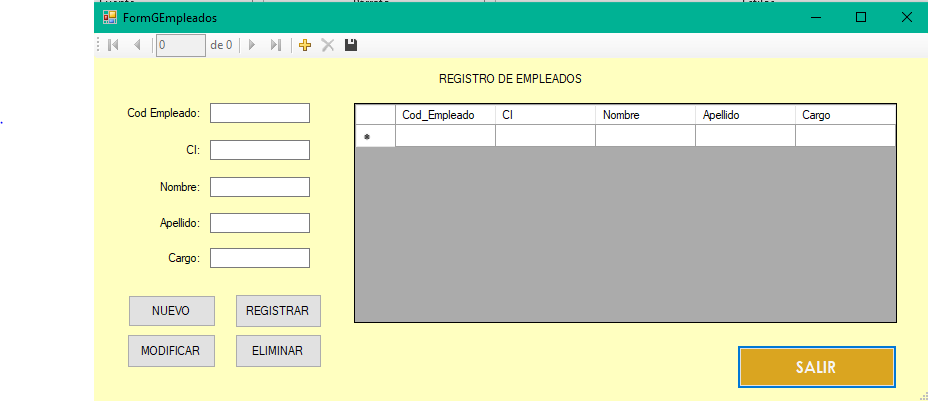 FormGEmpleados
0 de 0
REGISTRO DE EMPLEADOS
Cod Empleado:
CI:
Nombre:
Apellido:
Cargo:
Cod_Empleado CI Nombre Apellido Cargo
*
NUEVO REGISTRAR
MODIFICAR ELIMINAR
SALIR